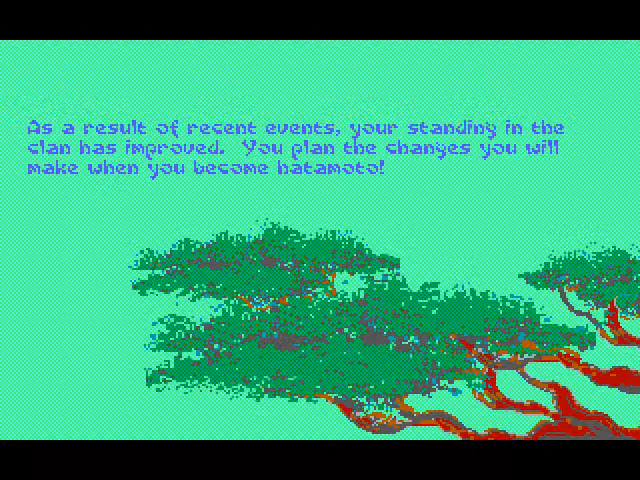 As a result of recent events, your standing in the
clan has improved.  You plan the changes you will
make when you become hatamoto!